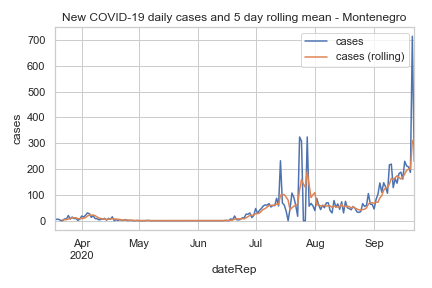 New COVID-19 daily cases and 5 day rolling mean - Montenegro
cases
cases (rolling)
700
600
500
400
300
200
100
0
cases
Apr
2020
May
Jun
Jul
Aug
Sep
dateRep